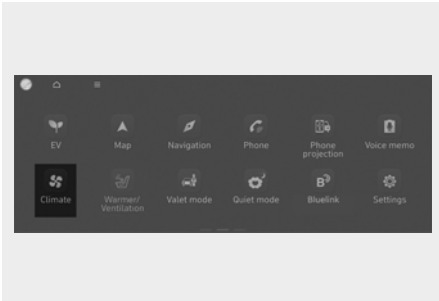 EV Map Navigation Phone Phone projection Voice memo
Climate Warmer/ Ventilation Valet mode Quiet mode Bluelink Settings